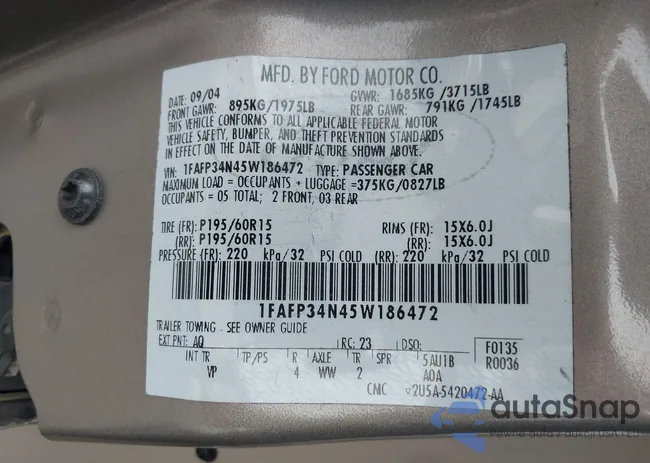 MFD. BY FORD MOTOR CO.
DATE: 09/04 GVWR: 1685KG /3715LB
FRONT GAWR: 895KG /1975LB REAR GAWR: 791KG /1745LB
THIS VEHICLE CONFORMS TO ALL APPLICABLE FEDERAL MOTOR
VEHICLE SAFETY, BUMPER, AND THEFT PREVENTION STANDARDS
IN EFFECT ON THE DATE OF MANUFACTURE SHOWN ABOVE.
VIN: 1FAFP34N45W186472 TYPE: PASSENGER CAR
MAXIMUM LOAD = OCCUPANTS + LUGGAGE =375KG/0827LB
OCCUPANTS = 05 TOTAL; 2 FRONT, 03 REAR
TIRE (FR): P195/60R15 RIMS (FR): 15X6.0J
(RR): P195/60R15 (RR): 15X6.0J
PRESSURE (FR): 220 kPa/32 PSI COLD (RR): 220 kPa/32 PSI COLD
1FAFP34N45W186472
TRAILER TOWING - SEE OWNER GUIDE
EXT PNT: AQ RC: 23 DSO: F0135
INT TR TP/PS R AXLE TR SPR 5AU1B R0036
VP 4 WW 2 A0A
CMC 2U5A-5420472-AA
autaSnap